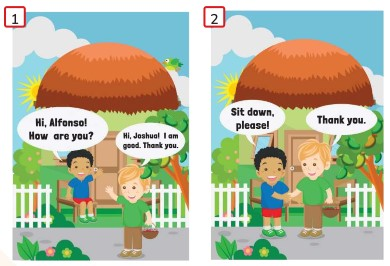 1
Hi, Alfonso!
How are you?
Hi, Joshua! I am
good. Thank you.
2
Sit down,
please!
Thank you.